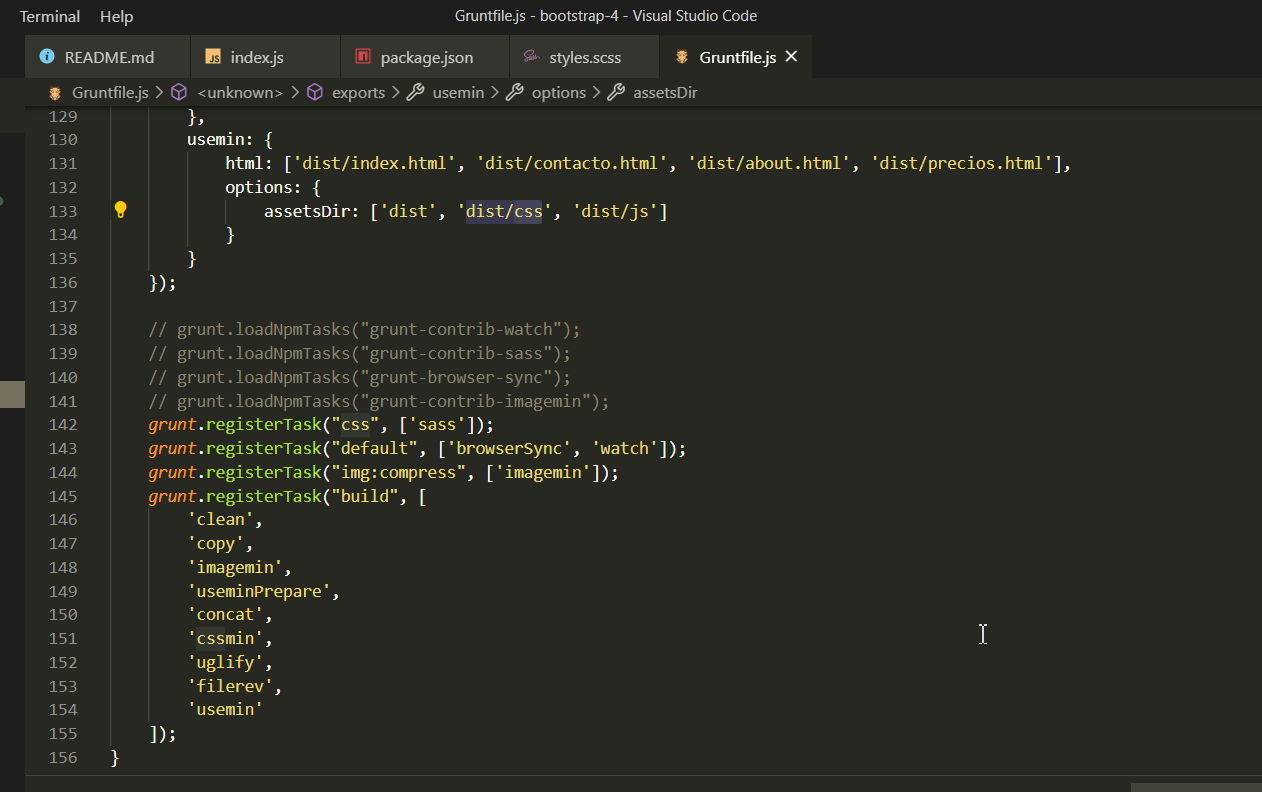 Terminal Help Gruntfile.js - bootstrap-4 - Visual Studio Code
README.md index.js package.json styles.scss Gruntfile.js
Gruntfile.js > <unknown> > exports > usemin > options > assetsDir
129 },
130 usemin: {
131 html: ['dist/index.html', 'dist/contacto.html', 'dist/about.html', 'dist/precios.html'],
132 options: {
133 assetsDir: ['dist', 'dist/css', 'dist/js']
134 }
135 }
136 });
137
138 // grunt.loadNpmTasks("grunt-contrib-watch");
139 // grunt.loadNpmTasks("grunt-contrib-sass");
140 // grunt.loadNpmTasks("grunt-browser-sync");
141 // grunt.loadNpmTasks("grunt-contrib-imagemin");
142 grunt.registerTask("css", ['sass']);
143 grunt.registerTask("default", ['browserSync', 'watch']);
144 grunt.registerTask("img:compress", ['imagemin']);
145 grunt.registerTask("build", [
146 'clean',
147 'copy',
148 'imagemin',
149 'useminPrepare',
150 'concat',
151 'cssmin',
152 'uglify',
153 'filerev',
154 'usemin'
155 ]);
156 }